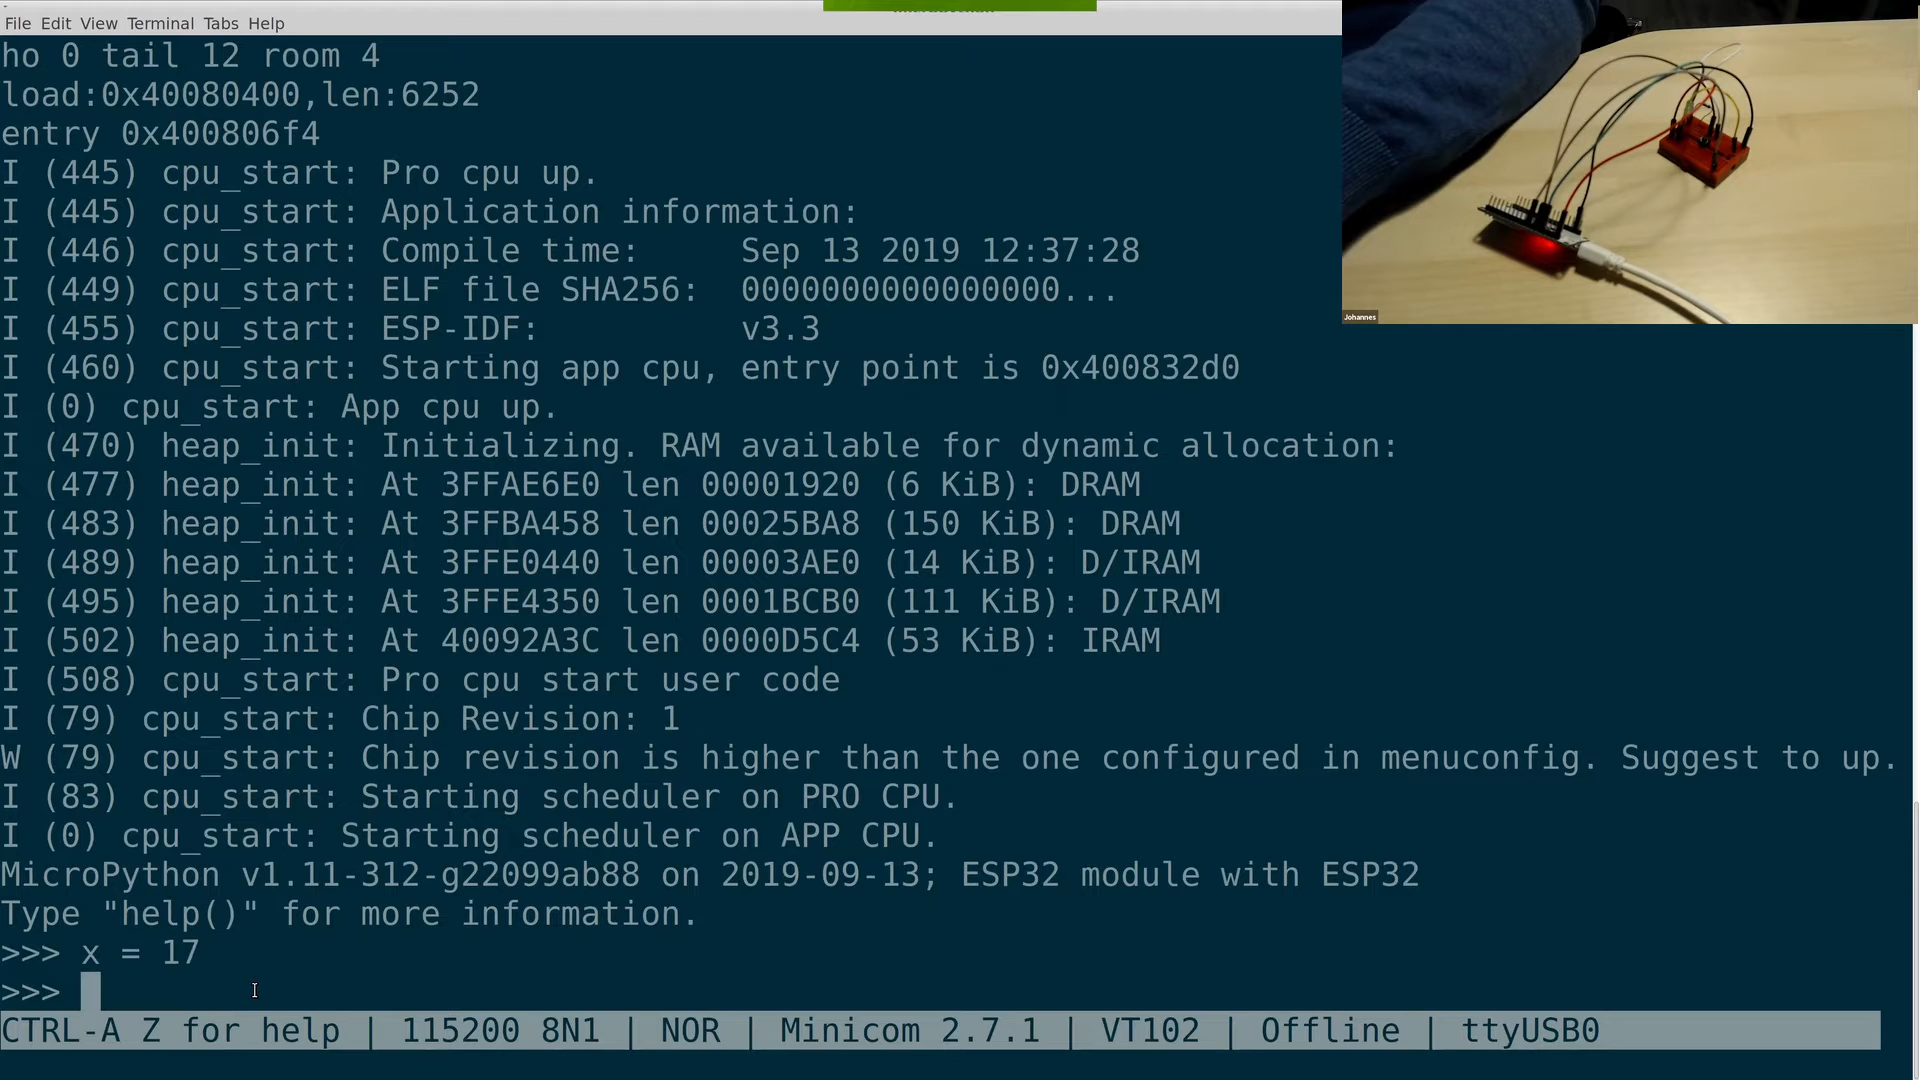 File Edit View Terminal Tabs Help
ho 0 tail 12 room 4
load:0x40080400,len:6252
entry 0x400806f4
I (445) cpu_start: Pro cpu up.
I (445) cpu_start: Application information:
I (446) cpu_start: Compile time:     Sep 13 2019 12:37:28
I (449) cpu_start: ELF file SHA256:  0000000000000000...
I (455) cpu_start: ESP-IDF:          v3.3
I (460) cpu_start: Starting app cpu, entry point is 0x400832d0
I (0) cpu_start: App cpu up.
I (470) heap_init: Initializing. RAM available for dynamic allocation:
I (477) heap_init: At 3FFAE6E0 len 00001920 (6 KiB): DRAM
I (483) heap_init: At 3FFBA458 len 00025BA8 (150 KiB): DRAM
I (489) heap_init: At 3FFE0440 len 00003AE0 (14 KiB): D/IRAM
I (495) heap_init: At 3FFE4350 len 0001BCB0 (111 KiB): D/IRAM
I (502) heap_init: At 40092A3C len 0000D5C4 (53 KiB): IRAM
I (508) cpu_start: Pro cpu start user code
I (79) cpu_start: Chip Revision: 1
W (79) cpu_start: Chip revision is higher than the one configured in menuconfig. Suggest to up.
I (83) cpu_start: Starting scheduler on PRO CPU.
I (0) cpu_start: Starting scheduler on APP CPU.
MicroPython v1.11-312-g22099ab88 on 2019-09-13; ESP32 module with ESP32
Type "help()" for more information.
>>> x = 17
>>>
CTRL-A Z for help | 115200 8N1 | NOR | Minicom 2.7.1 | VT102 | Offline | ttyUSB0
Johannes